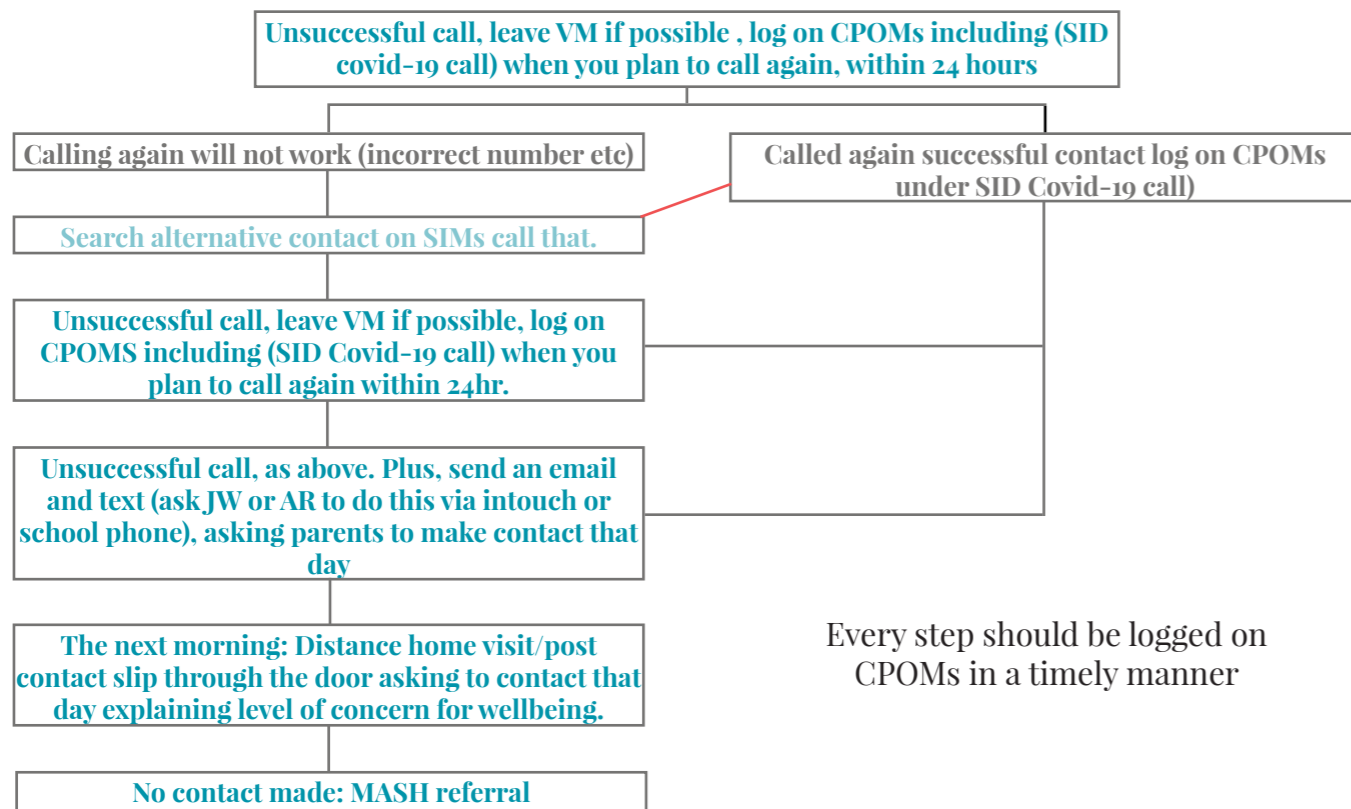 Unsuccessful call, leave VM if possible , log on CPOMs including (SID
covid-19 call) when you plan to call again, within 24 hours
Calling again will not work (incorrect number etc)
Called again successful contact log on CPOMs
under SID Covid-19 call)
Search alternative contact on SIMs call that.
Unsuccessful call, leave VM if possible, log on
CPOMS including (SID Covid-19 call) when you
plan to call again within 24hr.
Unsuccessful call, as above. Plus, send an email
and text (ask JW or AR to do this via intouch or
school phone), asking parents to make contact that
day
The next morning: Distance home visit/post
contact slip through the door asking to contact that
day explaining level of concern for wellbeing.
Every step should be logged on
CPOMs in a timely manner
No contact made: MASH referral